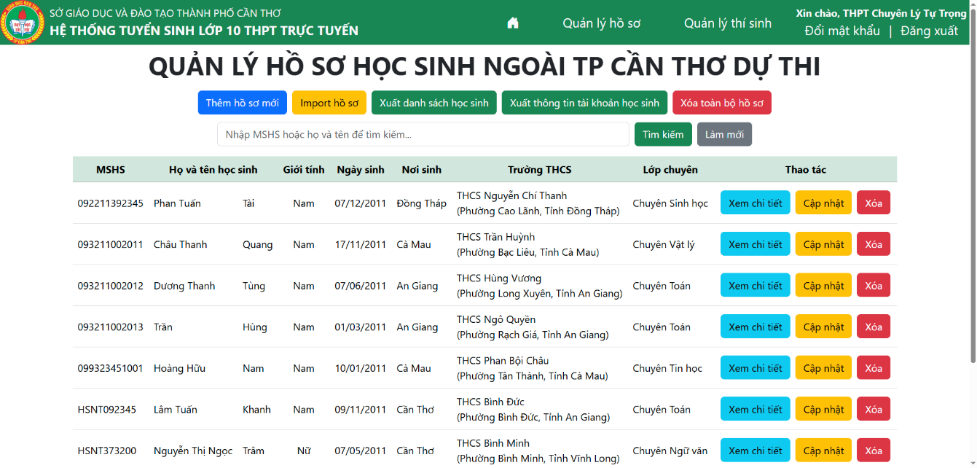 SỞ GIÁO DỤC VÀ ĐÀO TẠO THÀNH PHỐ CẦN THƠ
HỆ THỐNG TUYỂN SINH LỚP 10 THPT TRỰC TUYẾN
Quản lý hồ sơ
Quản lý thí sinh
Xin chào, THPT Chuyên Lý Tự Trọng
Đổi mật khẩu | Đăng xuất
QUẢN LÝ HỒ SƠ HỌC SINH NGOÀI TP CẦN THƠ DỰ THI
Thêm hồ sơ mới Import hồ sơ Xuất danh sách học sinh Xuất thông tin tài khoản học sinh Xóa toàn bộ hồ sơ
Nhập MSHS hoặc họ và tên để tìm kiếm... Tìm kiếm Làm mới
MSHS Họ và tên học sinh Giới tính Ngày sinh Nơi sinh Trường THCS Lớp chuyên Thao tác
092211392345 Phan Tuấn Tài Nam 07/12/2011 Đồng Tháp THCS Nguyễn Chí Thanh
(Phường Cao Lãnh, Tỉnh Đồng Tháp) Chuyên Sinh học Xem chi tiết Cập nhật Xóa
093211002011 Châu Thanh Quang Nam 17/11/2011 Cà Mau THCS Trần Huỳnh
(Phường Bạc Liêu, Tỉnh Cà Mau) Chuyên Vật lý Xem chi tiết Cập nhật Xóa
093211002012 Dương Thanh Tùng Nam 07/06/2011 An Giang THCS Hùng Vương
(Phường Long Xuyên, Tỉnh An Giang) Chuyên Toán Xem chi tiết Cập nhật Xóa
093211002013 Trần Hùng Nam 01/03/2011 An Giang THCS Ngô Quyền
(Phường Rạch Giá, Tỉnh An Giang) Chuyên Toán Xem chi tiết Cập nhật Xóa
099323451001 Hoàng Hữu Nam Nam 10/01/2011 Cà Mau THCS Phan Bội Châu
(Phường Tân Thành, Tỉnh Cà Mau) Chuyên Tin học Xem chi tiết Cập nhật Xóa
HSNT092345 Lâm Tuấn Khanh Nam 09/11/2011 Cần Thơ THCS Bình Đức
(Phường Bình Đức, Tỉnh An Giang) Chuyên Toán Xem chi tiết Cập nhật Xóa
HSNT373200 Nguyễn Thị Ngọc Trâm Nữ 07/05/2011 Cần Thơ THCS Bình Minh
(Phường Bình Minh, Tỉnh Vĩnh Long) Chuyên Ngữ văn Xem chi tiết Cập nhật Xóa